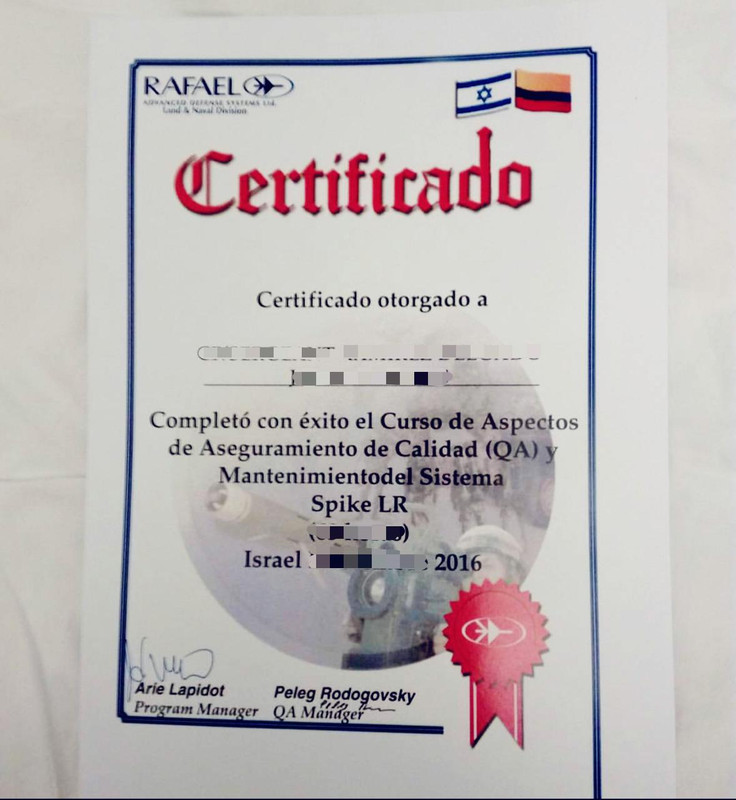 RAFAEL
ADVANCED DEFENSE SYSTEMS Ltd.
Land & Naval Division
Certificado
Certificado otorgado a
Completó con éxito el Curso de Aspectos
de Aseguramiento de Calidad (QA) y
Mantenimientodel Sistema
Spike LR
Israel 2016
Arie Lapidot
Program Manager
Peleg Rodogovsky
QA Manager